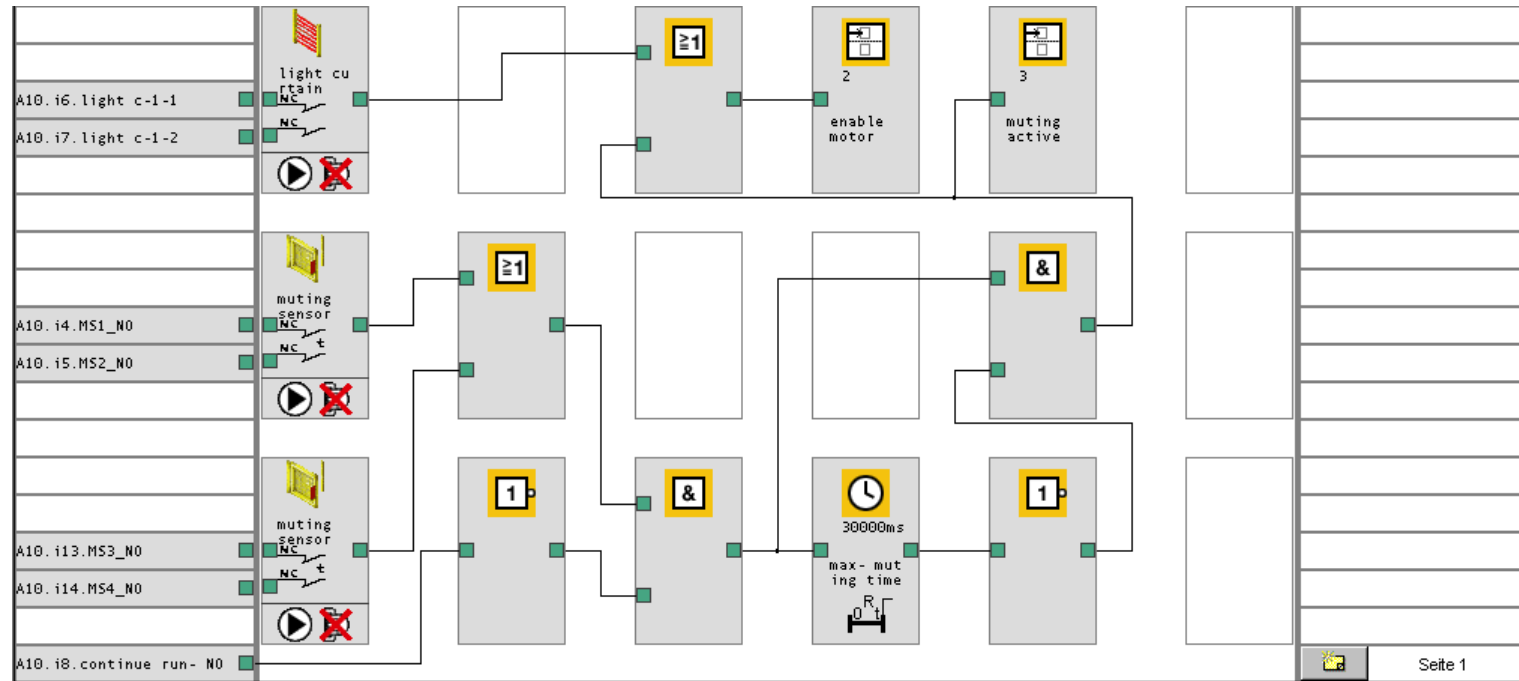 ≧1
2
3
light cu
rtain
A10.i6.light c-1-1
NC
enable
motor
muting
active
A10.i7.light c-1-2
NC
≧1
&
muting
sensor
A10.i4.MS1_NO
NC
A10.i5.MS2_NO
NC t
1
&
1
30000ms
muting
sensor
A10.i13.MS3_NO
NC
max- mut
ing time
A10.i14.MS4_NO
NC t
0 R t
A10.i8.continue run- NO
Seite 1